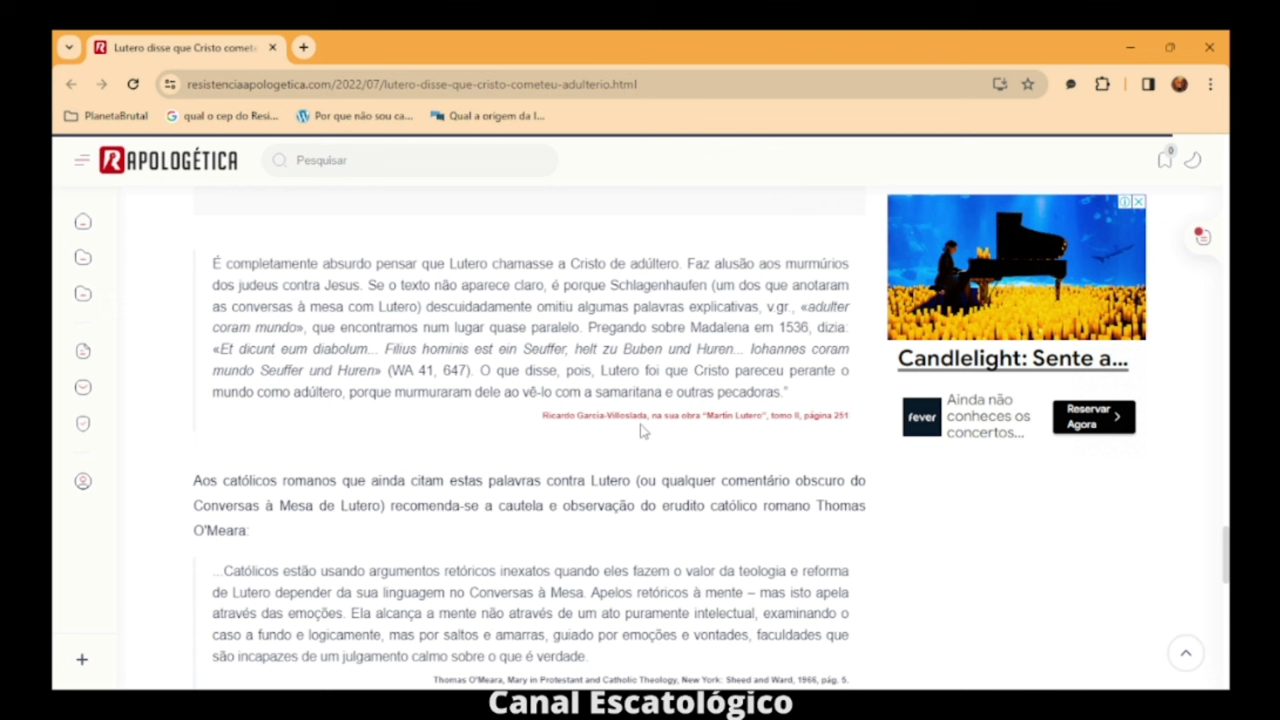 Lutero disse que Cristo comet
resistenciaapologetica.com/2022/07/lutero-disse-que-cristo-cometeu-adulterio.html
PlanetaBrutal
qual o cep do Resi...
Por que não sou ca...
Qual a origem da I...
APOLOGÉTICA
Pesquisar
0
É completamente absurdo pensar que Lutero chamasse a Cristo de adúltero. Faz alusão aos murmúrios
dos judeus contra Jesus. Se o texto não aparece claro, é porque Schlagenhaufen (um dos que anotaram
as conversas à mesa com Lutero) descuidadamente omitiu algumas palavras explicativas, v.gr., «adulter
coram mundo», que encontramos num lugar quase paralelo. Pregando sobre Madalena em 1536, dizia:
«Et dicunt eum diabolum... Filius hominis est ein Seuffer, helt zu Buben und Huren... Iohannes coram
mundo Seuffer und Huren» (WA 41, 647). O que disse, pois, Lutero foi que Cristo pareceu perante o
mundo como adúltero, porque murmuraram dele ao vê-lo com a samaritana e outras pecadoras.”
Ricardo Garcia-Villoslada, na sua obra “Martin Lutero”, tomo II, página 251
Aos católicos romanos que ainda citam estas palavras contra Lutero (ou qualquer comentário obscuro do
Conversas à Mesa de Lutero) recomenda-se a cautela e observação do erudito católico romano Thomas
O'Meara:
...Católicos estão usando argumentos retóricos inexatos quando eles fazem o valor da teologia e reforma
de Lutero depender da sua linguagem no Conversas à Mesa. Apelos retóricos à mente – mas isto apela
através das emoções. Ela alcança a mente não através de um ato puramente intelectual, examinando o
caso a fundo e logicamente, mas por saltos e amarras, guiado por emoções e vontades, faculdades que
são incapazes de um julgamento calmo sobre o que é verdade.
Thomas O'Meara, Mary in Protestant and Catholic Theology, New York: Sheed and Ward, 1966, pág. 5.
Candlelight: Sente a...
fever
Ainda não
conheces os
concertos...
Reservar
Agora
Canal Escatológico